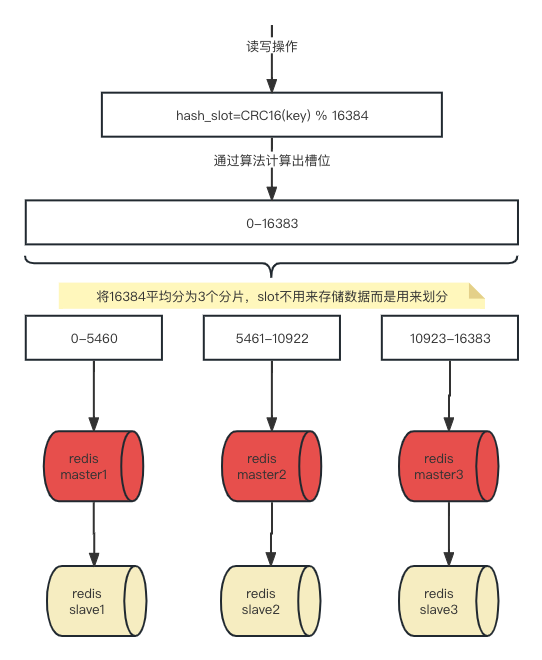 读写操作
hash_slot=CRC16(key) % 16384
通过算法计算出槽位
0-16383
将16384平均分为3个分片，slot不用来存储数据而是用来划分
0-5460
5461-10922
10923-16383
redis
master1
redis
master2
redis
master3
redis
slave1
redis
slave2
redis
slave3